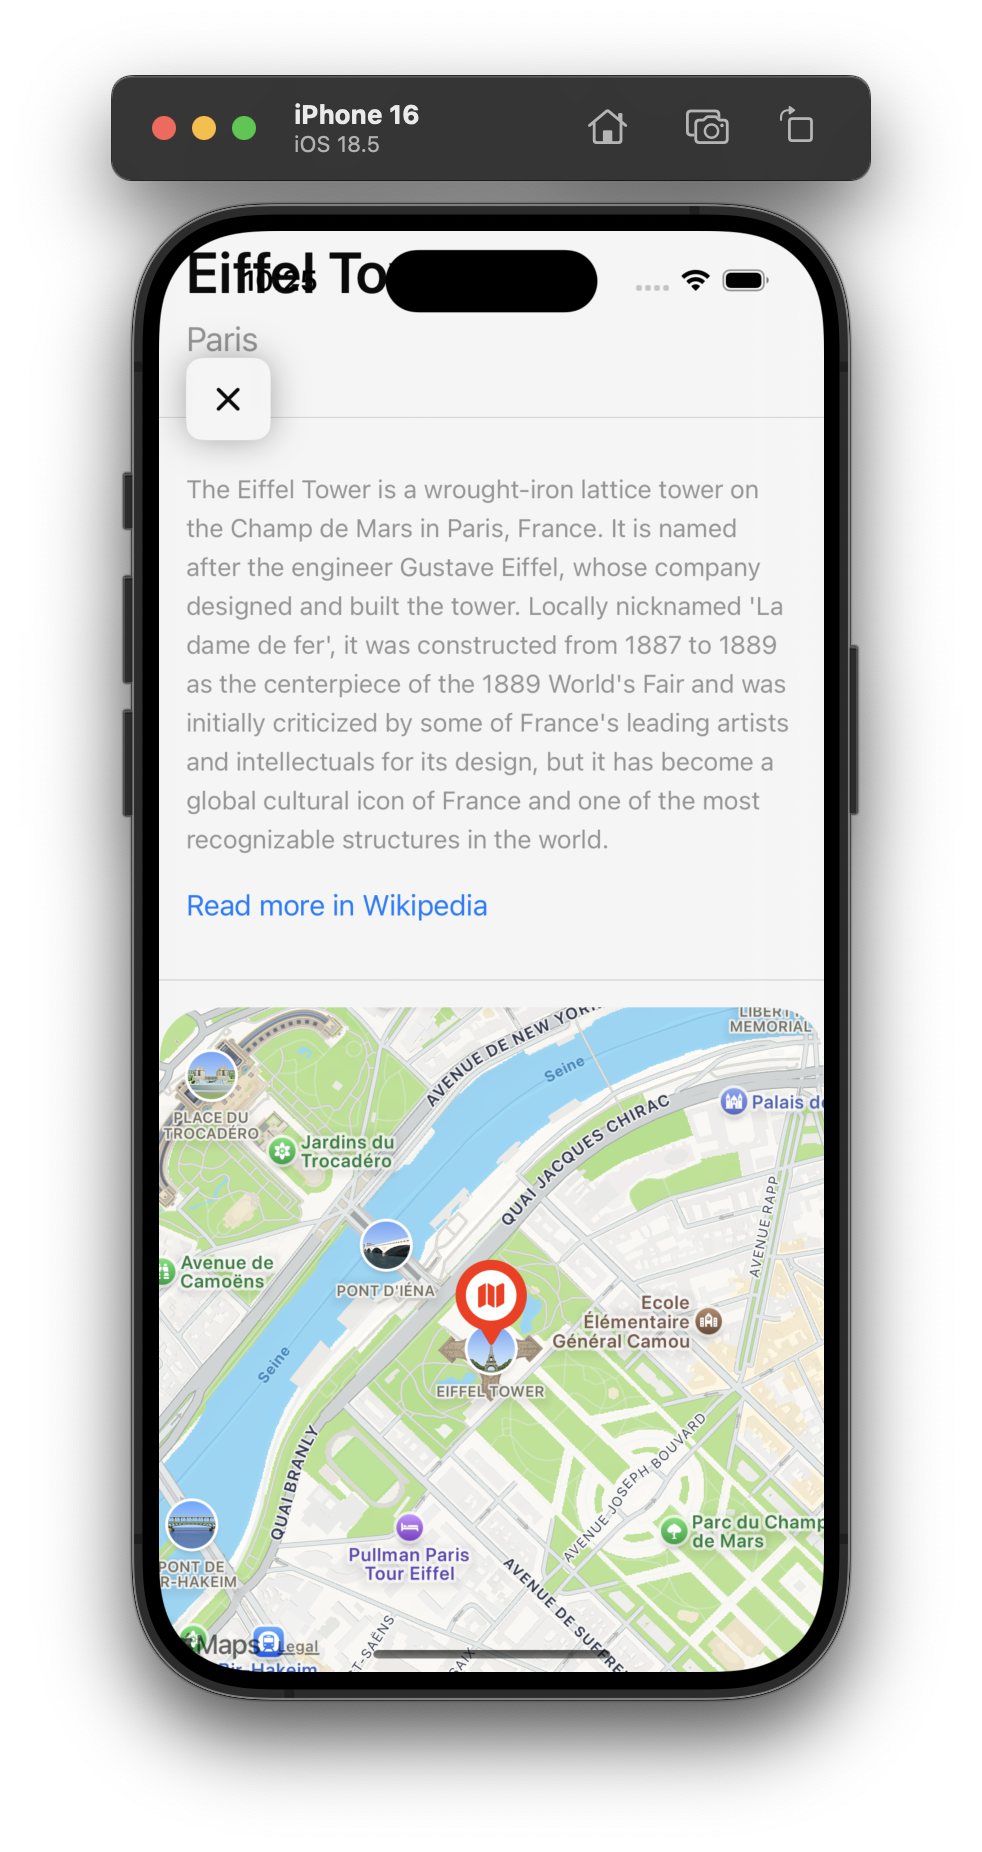 iPhone 16
iOS 18.5
Eiffel To
10:25
Paris
The Eiffel Tower is a wrought-iron lattice tower on
the Champ de Mars in Paris, France. It is named
after the engineer Gustave Eiffel, whose company
designed and built the tower. Locally nicknamed 'La
dame de fer', it was constructed from 1887 to 1889
as the centerpiece of the 1889 World's Fair and was
initially criticized by some of France's leading artists
and intellectuals for its design, but it has become a
global cultural icon of France and one of the most
recognizable structures in the world.
Read more in Wikipedia
AVENUE DE NEW YORK
LIBERTY
MEMORIAL
Seine
Palais de
PLACE DU
TROCADÉRO
Jardins du
Trocadéro
QUAI JACQUES CHIRAC
AVENUE RAPP
Avenue de
Camoëns
PONT D'IÉNA
Ecole
Élémentaire
Général Camou
Seine
EIFFEL TOWER
QUAI BRANLY
AVENUE JOSEPH BOUVARD
Parc du Champ
de Mars
PONT DE
R-HAKEIM
Pullman Paris
Tour Eiffel
AVENUE DE SUFFREN
T-SAËNS
SAIX
Maps
Legal
Bir-Hakeim